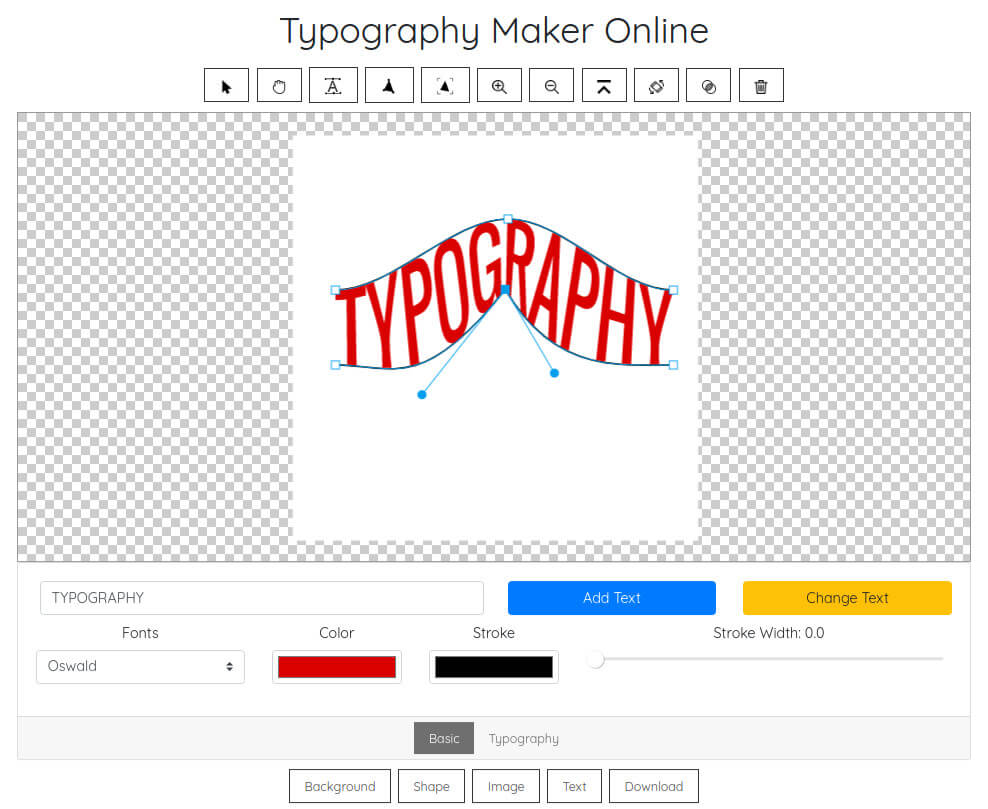 Typography Maker Online
A
TYPOGRAPHY
TYPOGRAPHY
Add Text
Change Text
Fonts
Color
Stroke
Stroke Width: 0.0
Oswald
Basic
Typography
Background
Shape
Image
Text
Download